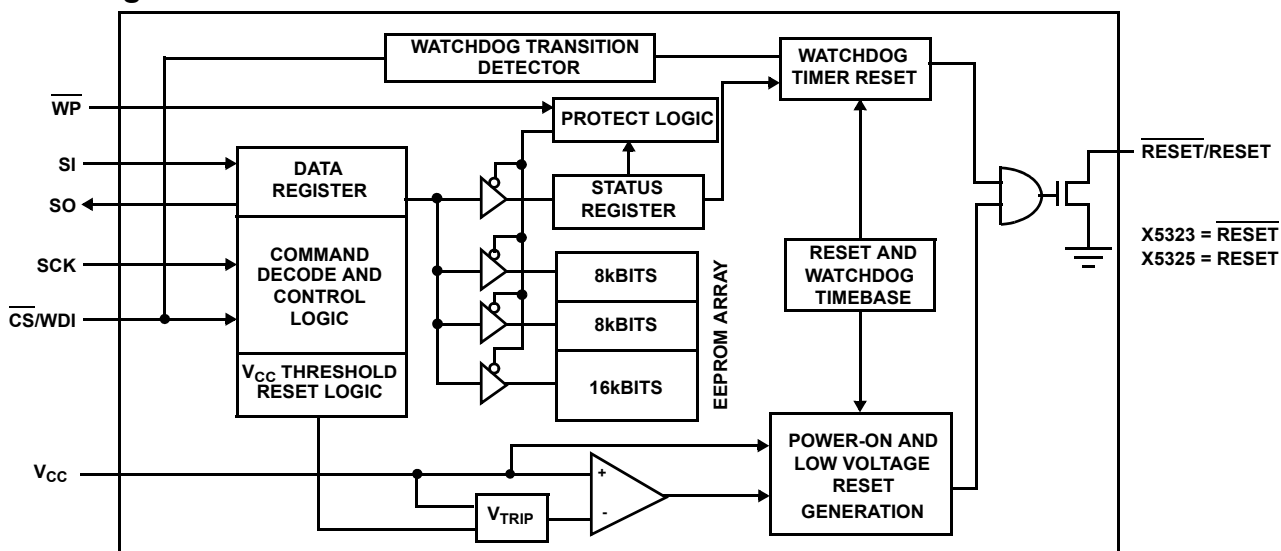 WATCHDOG TRANSITION
DETECTOR
WATCHDOG
TIMER RESET
WP
PROTECT LOGIC
SI
DATA
REGISTER
SO
STATUS
REGISTER
RESET/RESET
X5323 = RESET
X5325 = RESET
SCK
COMMAND
DECODE AND
CONTROL
LOGIC
CS/WDI
8kBITS
8kBITS
16kBITS
EEPROM ARRAY
RESET AND
WATCHDOG
TIMEBASE
VCC THRESHOLD
RESET LOGIC
VCC
+
-
VTRIP
POWER-ON AND
LOW VOLTAGE
RESET
GENERATION